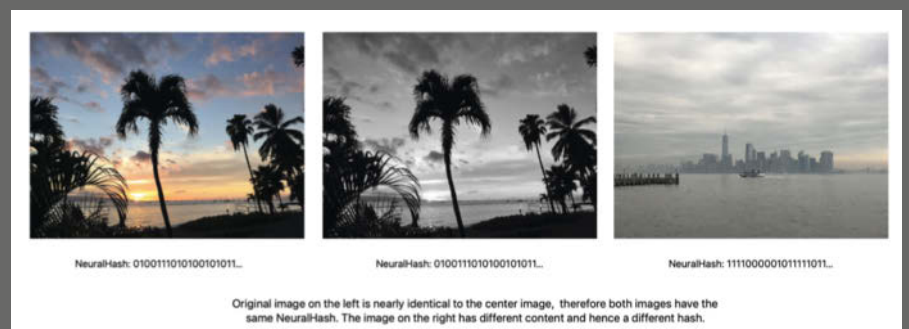 NeuralHash: 0100111010100101011...
NeuralHash: 0100111010100101011...
NeuralHash: 1111000001011111011...
Original image on the left is nearly identical to the center image, therefore both images have the
same NeuralHash. The image on the right has different content and hence a different hash.